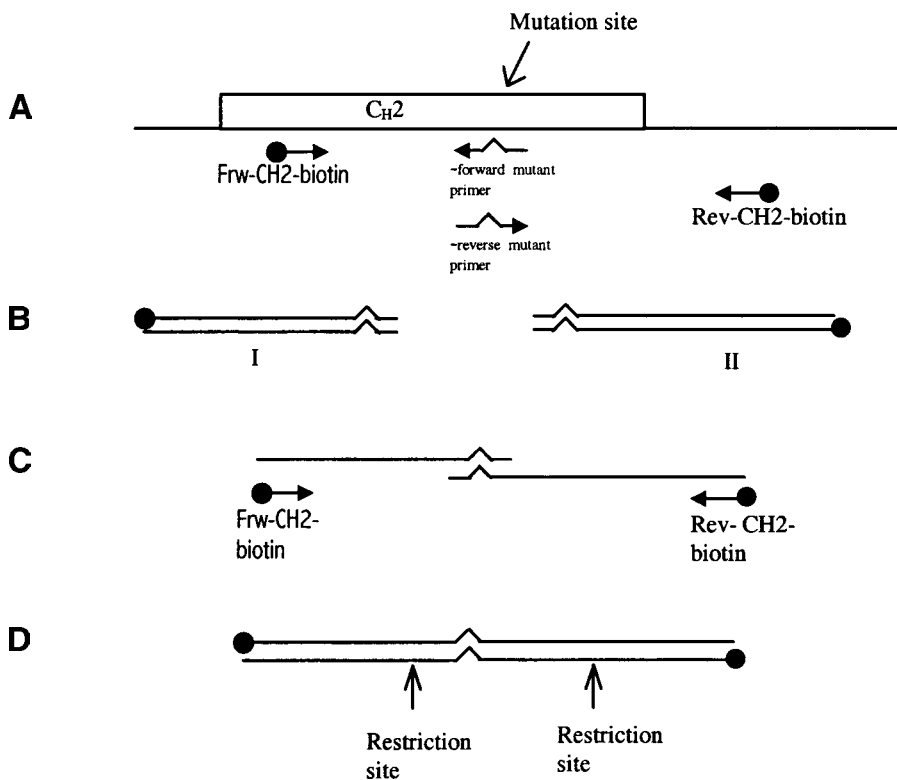 Mutation site
A
CH2
Frw-CH2-biotin
~forward mutant
primer
Rev-CH2-biotin
~reverse mutant
primer
B
I
II
C
Frw-CH2-
biotin
Rev- CH2-
biotin
D
Restriction
site
Restriction
site